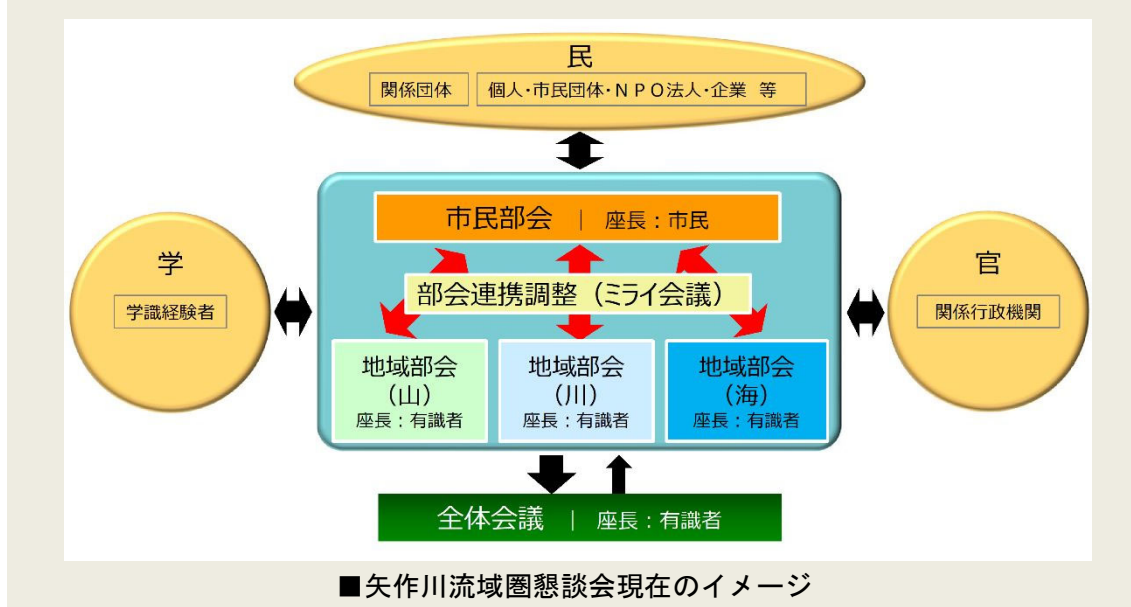 民
関係団体
個人・市民団体・ＮＰＯ法人・企業 等
市民部会 | 座長：市民
学
学識経験者
部会連携調整（ミライ会議）
官
関係行政機関
地域部会
（山）
座長：有識者
地域部会
（川）
座長：有識者
地域部会
（海）
座長：有識者
全体会議 | 座長：有識者
■矢作川流域圏懇談会現在のイメージ